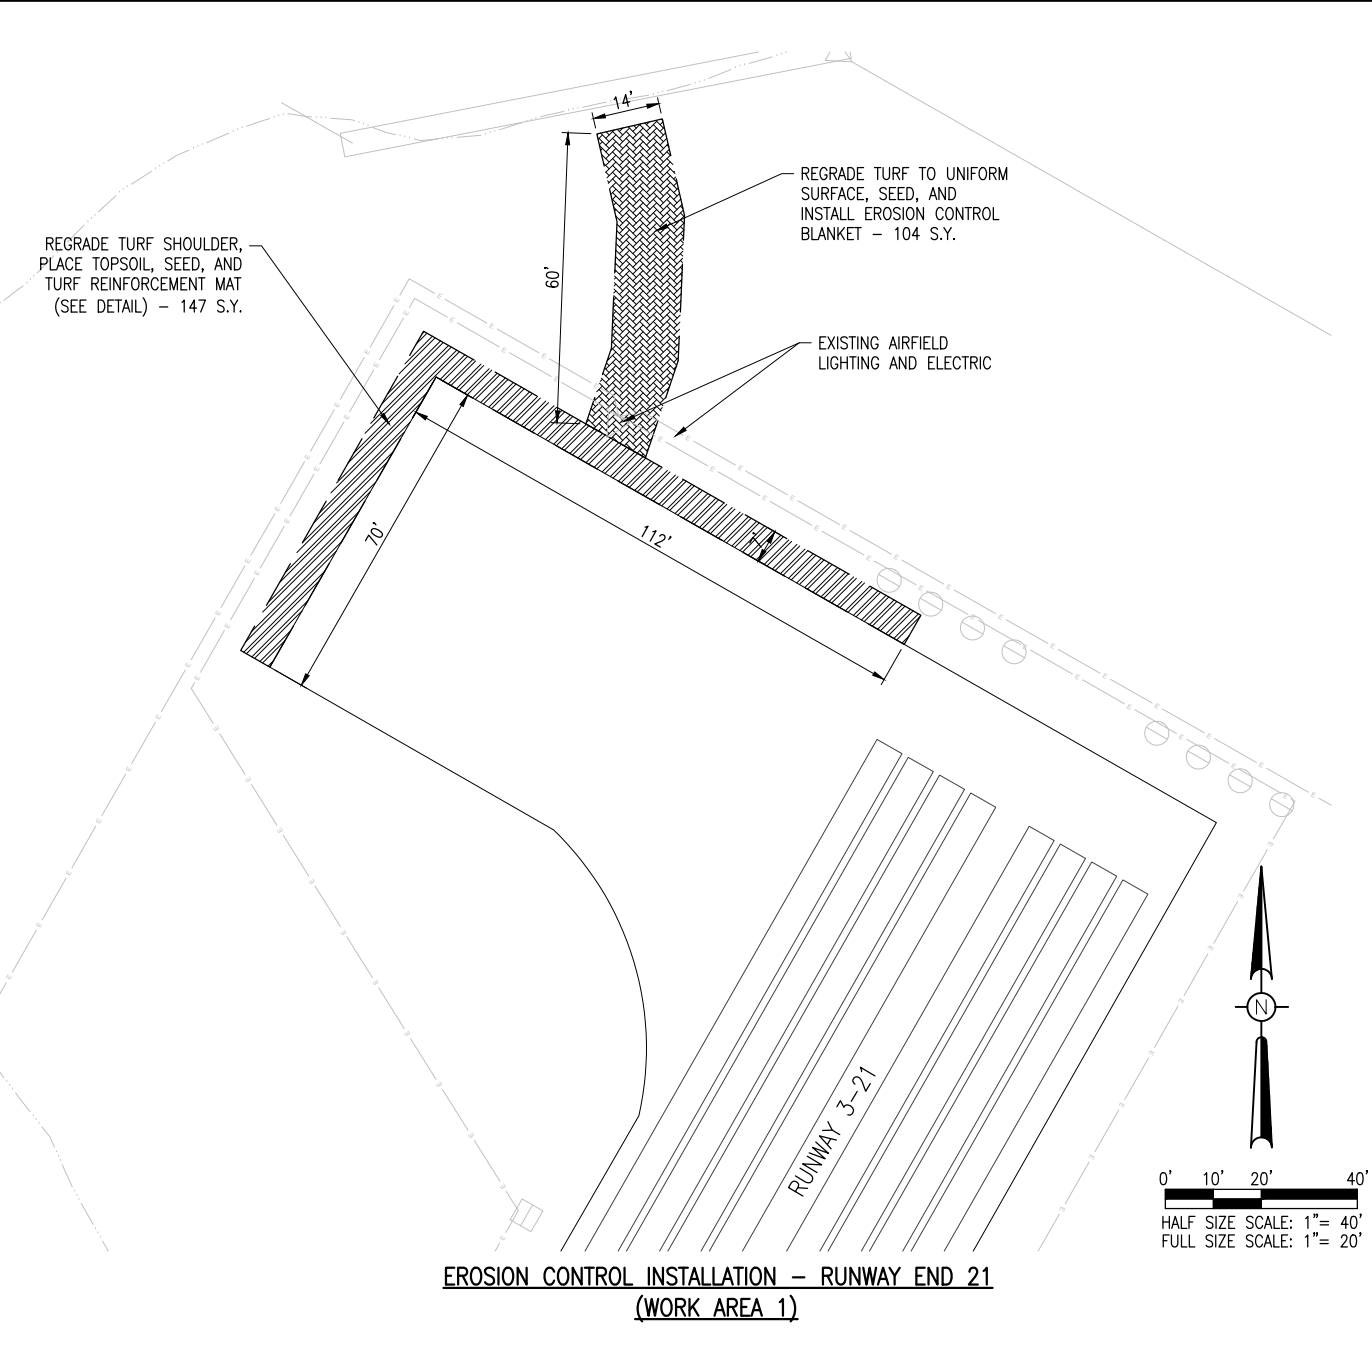 14'
REGRADE TURF TO UNIFORM
SURFACE, SEED, AND
INSTALL EROSION CONTROL
BLANKET – 104 S.Y.
REGRADE TURF SHOULDER,
PLACE TOPSOIL, SEED, AND
TURF REINFORCEMENT MAT
(SEE DETAIL) – 147 S.Y.
60'
EXISTING AIRFIELD
LIGHTING AND ELECTRIC
70'
112'
7'
RUNWAY 3–21
N
0' 10' 20' 40'
HALF SIZE SCALE: 1"= 40'
FULL SIZE SCALE: 1"= 20'
EROSION CONTROL INSTALLATION – RUNWAY END 21
(WORK AREA 1)